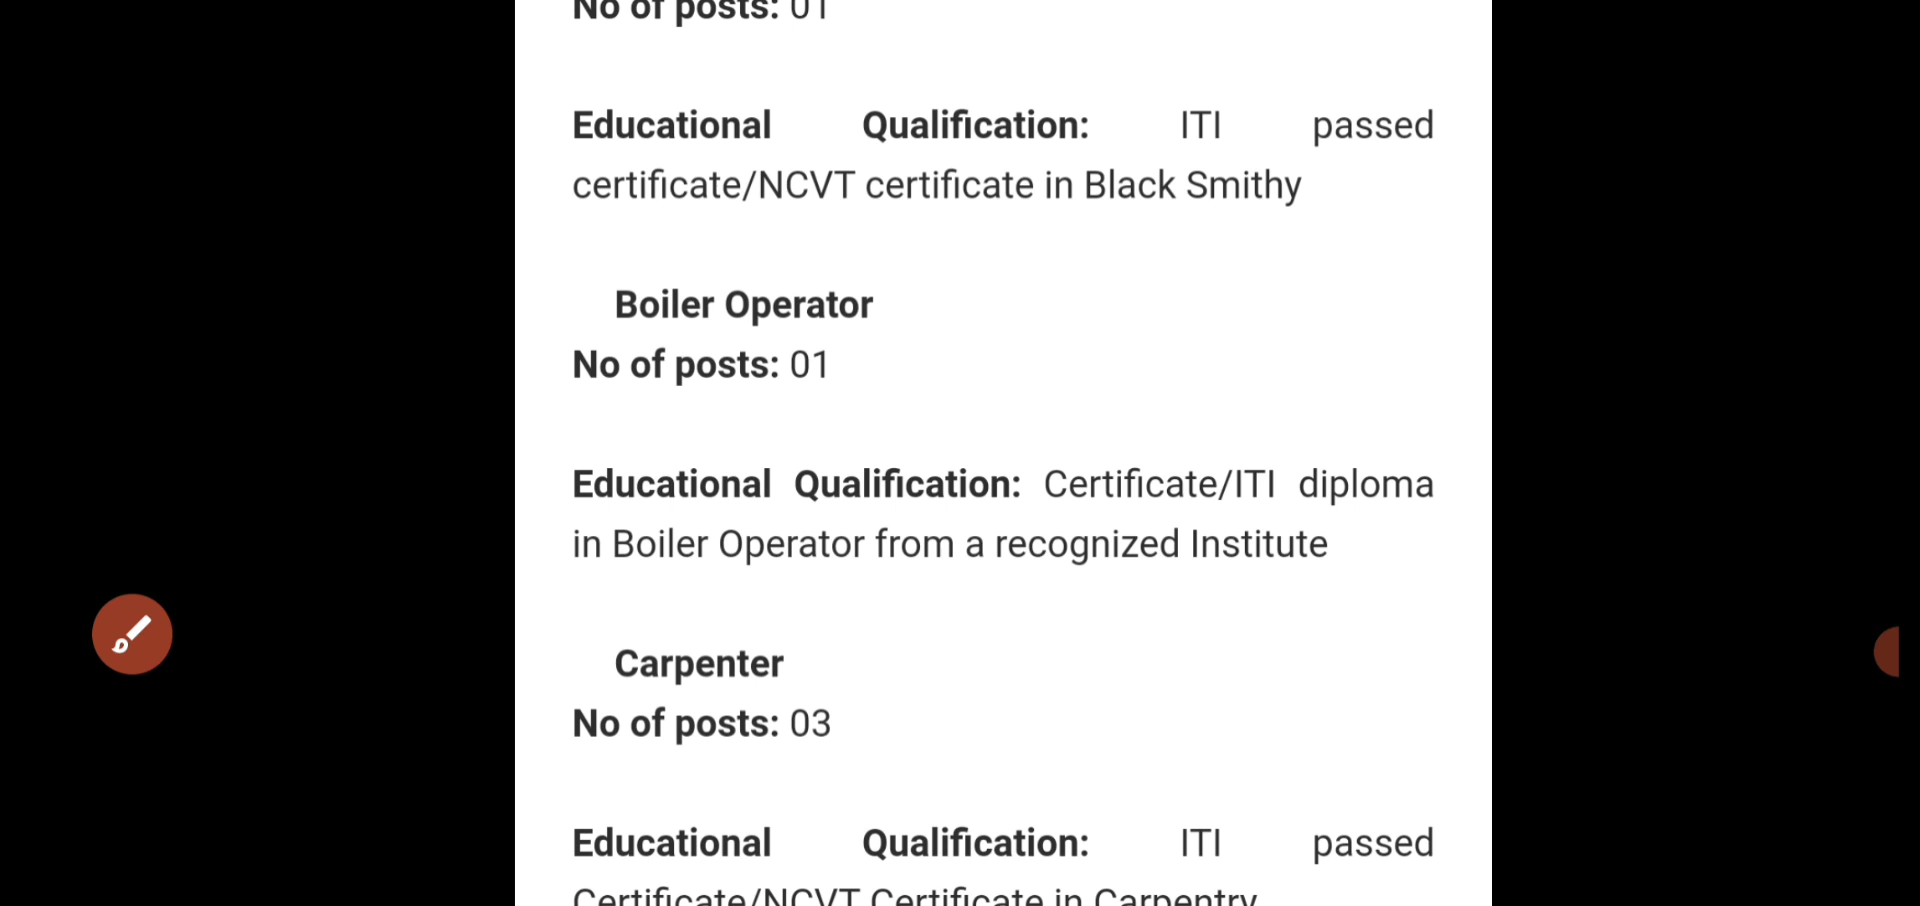 No of posts: 01
Educational Qualification: ITI passed
certificate/NCVT certificate in Black Smithy
Boiler Operator
No of posts: 01
Educational Qualification: Certificate/ITI diploma
in Boiler Operator from a recognized Institute
Carpenter
No of posts: 03
Educational Qualification: ITI passed
Certificate/NCVT Certificate in Carpentry